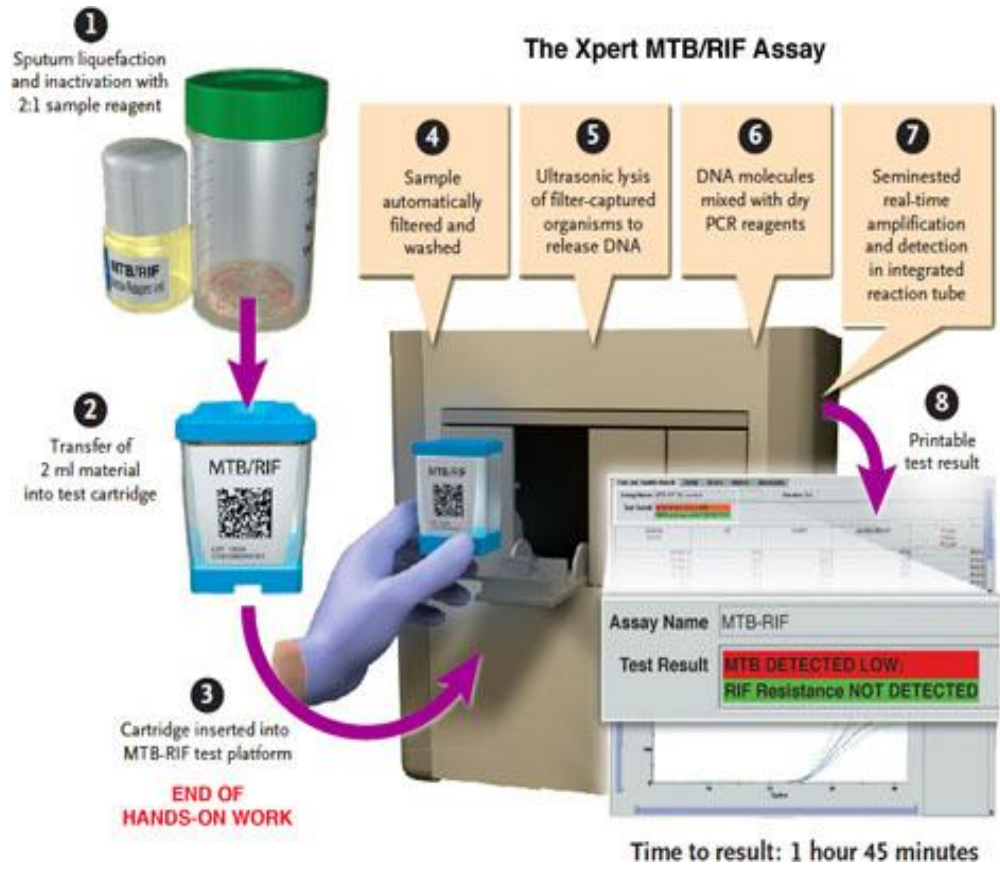 The Xpert MTB/RIF Assay
1
Sputum liquefaction
and inactivation with
2:1 sample reagent
MTB/RIF
2
Transfer of
2 ml material
into test cartridge
MTB/RIF
3
Cartridge inserted into
MTB-RIF test platform
END OF
HANDS-ON WORK
4
Sample
automatically
filtered and
washed
5
Ultrasonic lysis
of filter-captured
organisms to
release DNA
6
DNA molecules
mixed with dry
PCR reagents
7
Seminested
real-time
amplification
and detection
in integrated
reaction tube
MTB/RIF
8
Printable
test result
Assay Name MTB-RIF
Test Result MTB DETECTED LOW;
RIF Resistance NOT DETECTED
Time to result: 1 hour 45 minutes